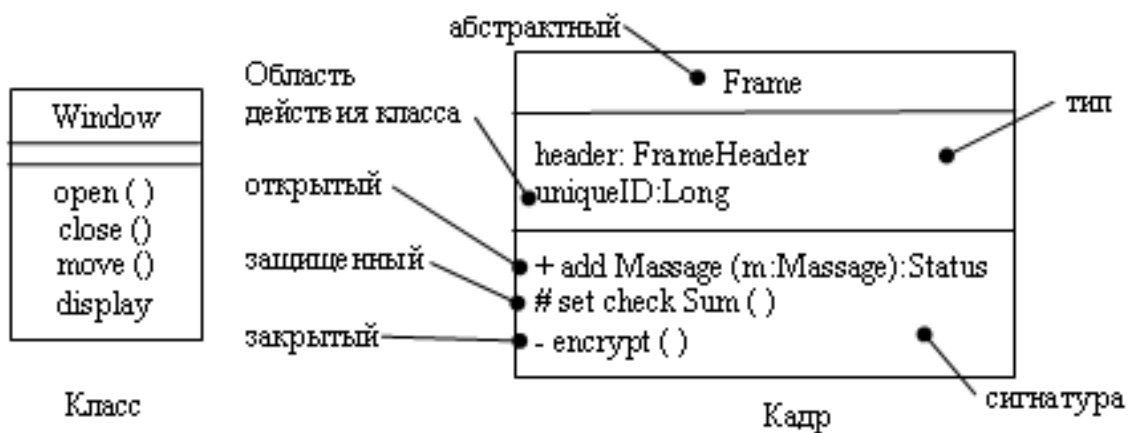 абстрактный
Window
open ( )
close ()
move ()
display
Класс
Область
действия класса
открытый
защищенный
закрытый
Frame
header: FrameHeader
uniqueID:Long
+ add Massage (m:Massage):Status
# set check Sum ( )
- encrypt ( )
тип
сигнатура
Кадр